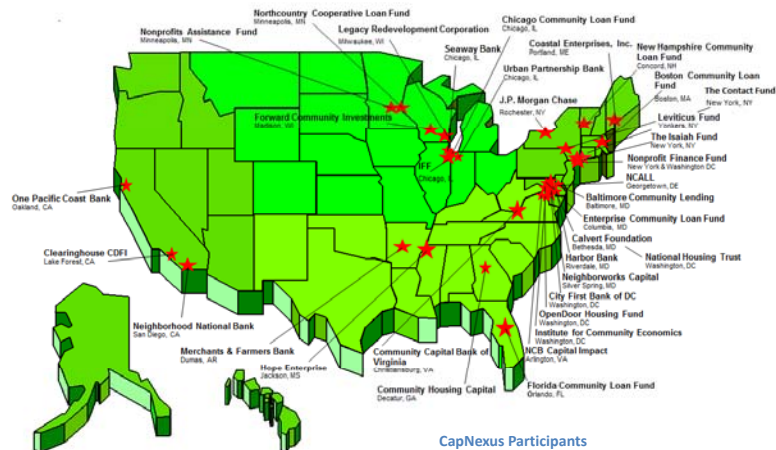 Northcountry Cooperative Loan Fund
Minneapolis, MN
Nonprofits Assistance Fund
Minneapolis, MN
Legacy Redevelopment Corporation
Milwaukee, WI
Seaway Bank
Chicago, IL
Chicago Community Loan Fund
Chicago, IL
Urban Partnership Bank
Chicago, IL
Coastal Enterprises, Inc.
Portland, ME
New Hampshire Community
Loan Fund
Concord, NH
Boston Community Loan
Fund
Boston, MA
The Contact Fund
New York, NY
J.P. Morgan Chase
Rochester, NY
Leviticus Fund
Yonkers, NY
The Isaiah Fund
New York, NY
Forward Community Investments
Madison, WI
IFF
Chicago, IL
Nonprofit Finance Fund
New York & Washington DC
NCALL
Georgetown, DE
Baltimore Community Lending
Baltimore, MD
Enterprise Community Loan Fund
Columbia, MD
Calvert Foundation
Bethesda, MD
National Housing Trust
Washington, DC
Harbor Bank
Riverdale, MD
Neighborworks Capital
Silver Spring, MD
City First Bank of DC
Washington, DC
OpenDoor Housing Fund
Washington, DC
Institute for Community Economics
Washington, DC
NCB Capital Impact
Arlington, VA
Florida Community Loan Fund
Orlando, FL
One Pacific Coast Bank
Oakland, CA
Clearinghouse CDFI
Lake Forest, CA
Neighborhood National Bank
San Diego, CA
Merchants & Farmers Bank
Dumas, AR
Hope Enterprise
Jackson, MS
Community Capital Bank of
Virginia
Christiansburg, VA
Community Housing Capital
Decatur, GA
CapNexus Participants